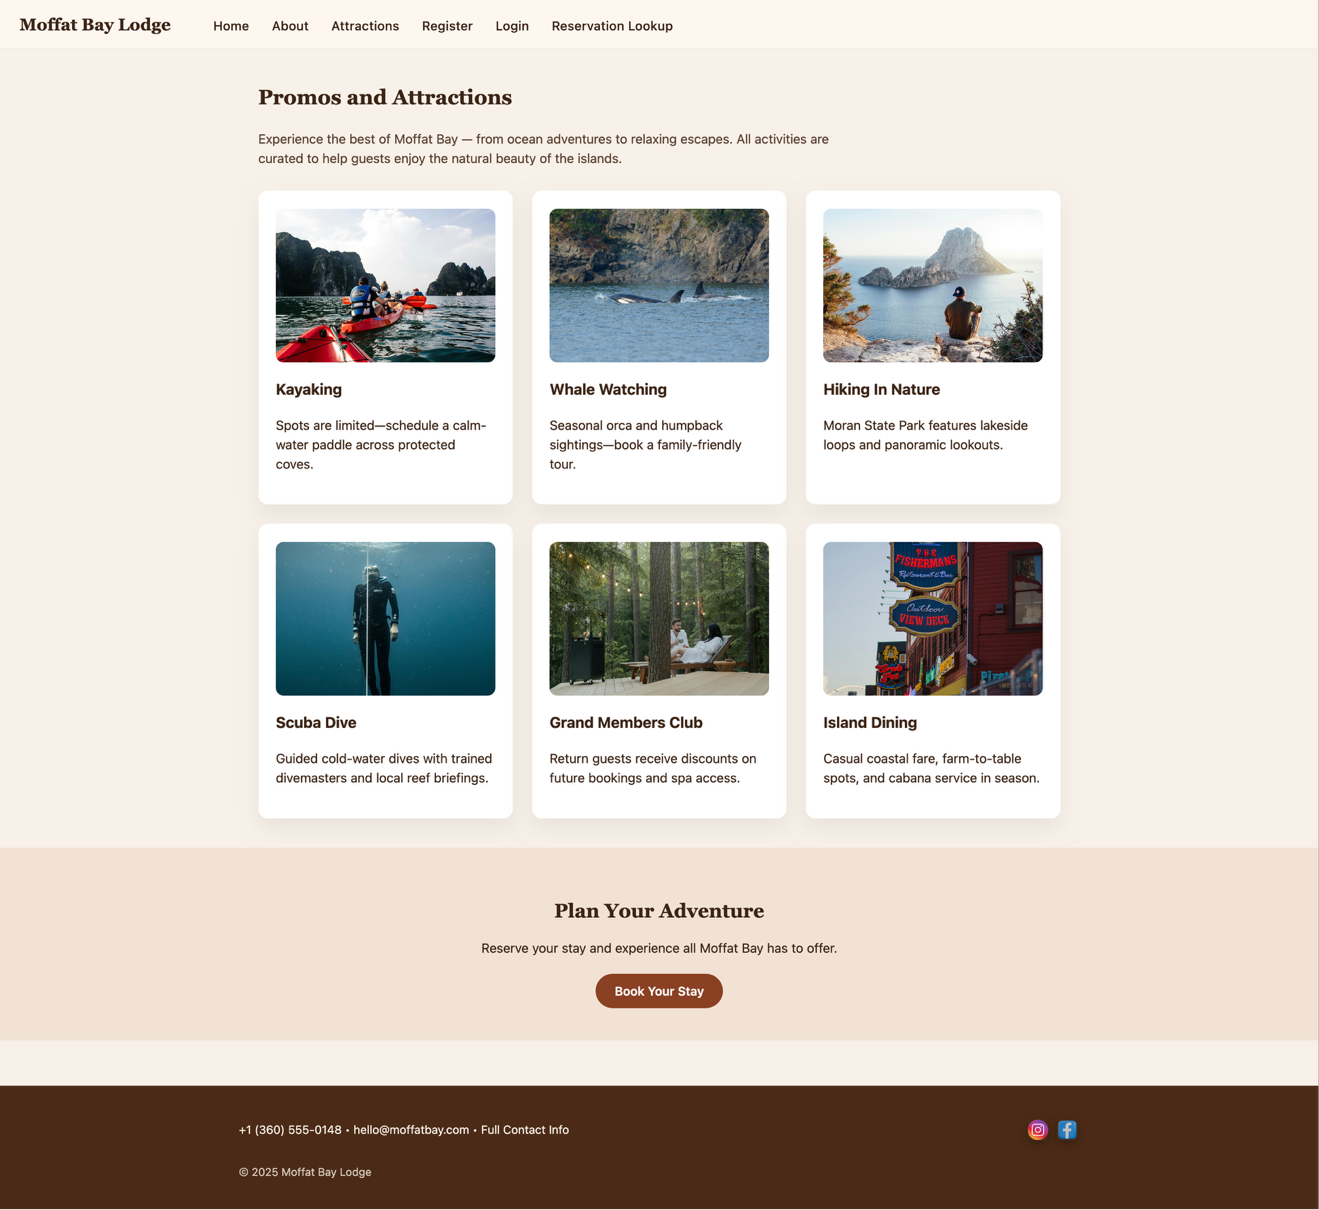 Moffat Bay Lodge Home About Attractions Register Login Reservation Lookup
Promos and Attractions
Experience the best of Moffat Bay — from ocean adventures to relaxing escapes. All activities are
curated to help guests enjoy the natural beauty of the islands.
Kayaking
Spots are limited—schedule a calm-
water paddle across protected
coves.
Whale Watching
Seasonal orca and humpback
sightings—book a family-friendly
tour.
Hiking In Nature
Moran State Park features lakeside
loops and panoramic lookouts.
Scuba Dive
Guided cold-water dives with trained
divemasters and local reef briefings.
Grand Members Club
Return guests receive discounts on
future bookings and spa access.
THE
FISHERMANS
Restaurant & Bar
Outdoor
VIEW DECK
Island Dining
Casual coastal fare, farm-to-table
spots, and cabana service in season.
Plan Your Adventure
Reserve your stay and experience all Moffat Bay has to offer.
Book Your Stay
+1 (360) 555-0148 • hello@moffatbay.com • Full Contact Info
© 2025 Moffat Bay Lodge